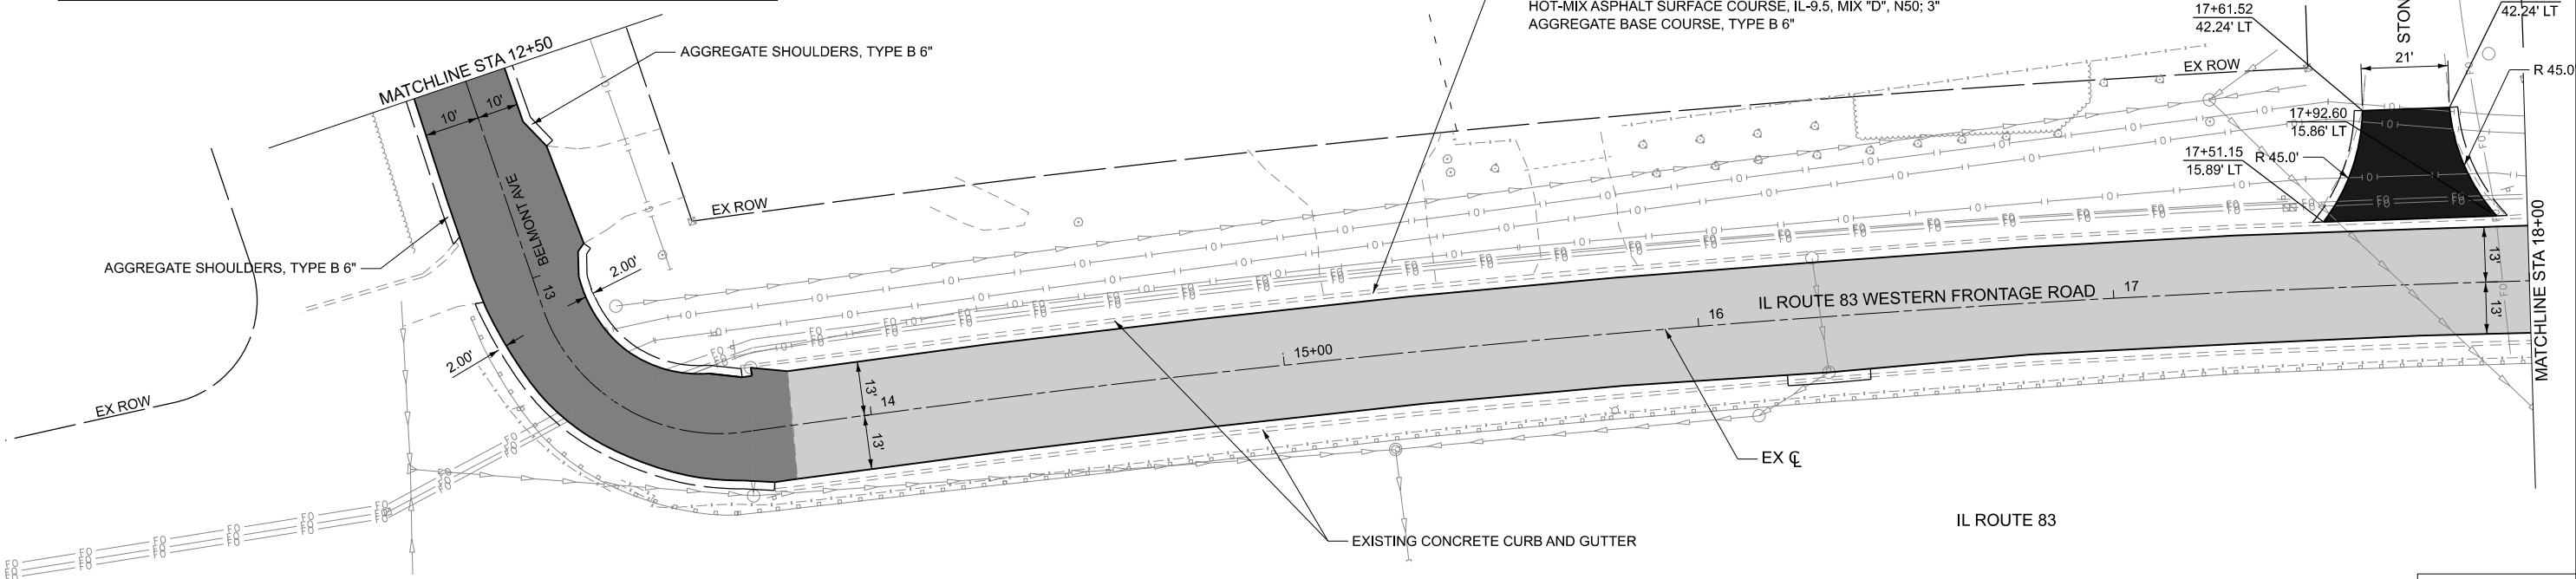 HOT-MIX ASPHALT SURFACE COURSE, IL-9.5, MIX "D", N50; 3"
AGGREGATE BASE COURSE, TYPE B 6"
17+61.52
42.24' LT
42.24' LT
STON
21'
R 45.0
MATCHLINE STA 12+50
AGGREGATE SHOULDERS, TYPE B 6"
EX ROW
10'
10'
17+92.60
15.86' LT
17+51.15
15.89' LT
R 45.0'
BELMONT AVE
EX ROW
13
AGGREGATE SHOULDERS, TYPE B 6"
2.00'
MATCHLINE STA 18+00
13'
13'
IL ROUTE 83 WESTERN FRONTAGE ROAD
17
16
15+00
2.00'
EX ROW
13'
14
13'
EX CL
EXISTING CONCRETE CURB AND GUTTER
IL ROUTE 83
FO
FO
FO